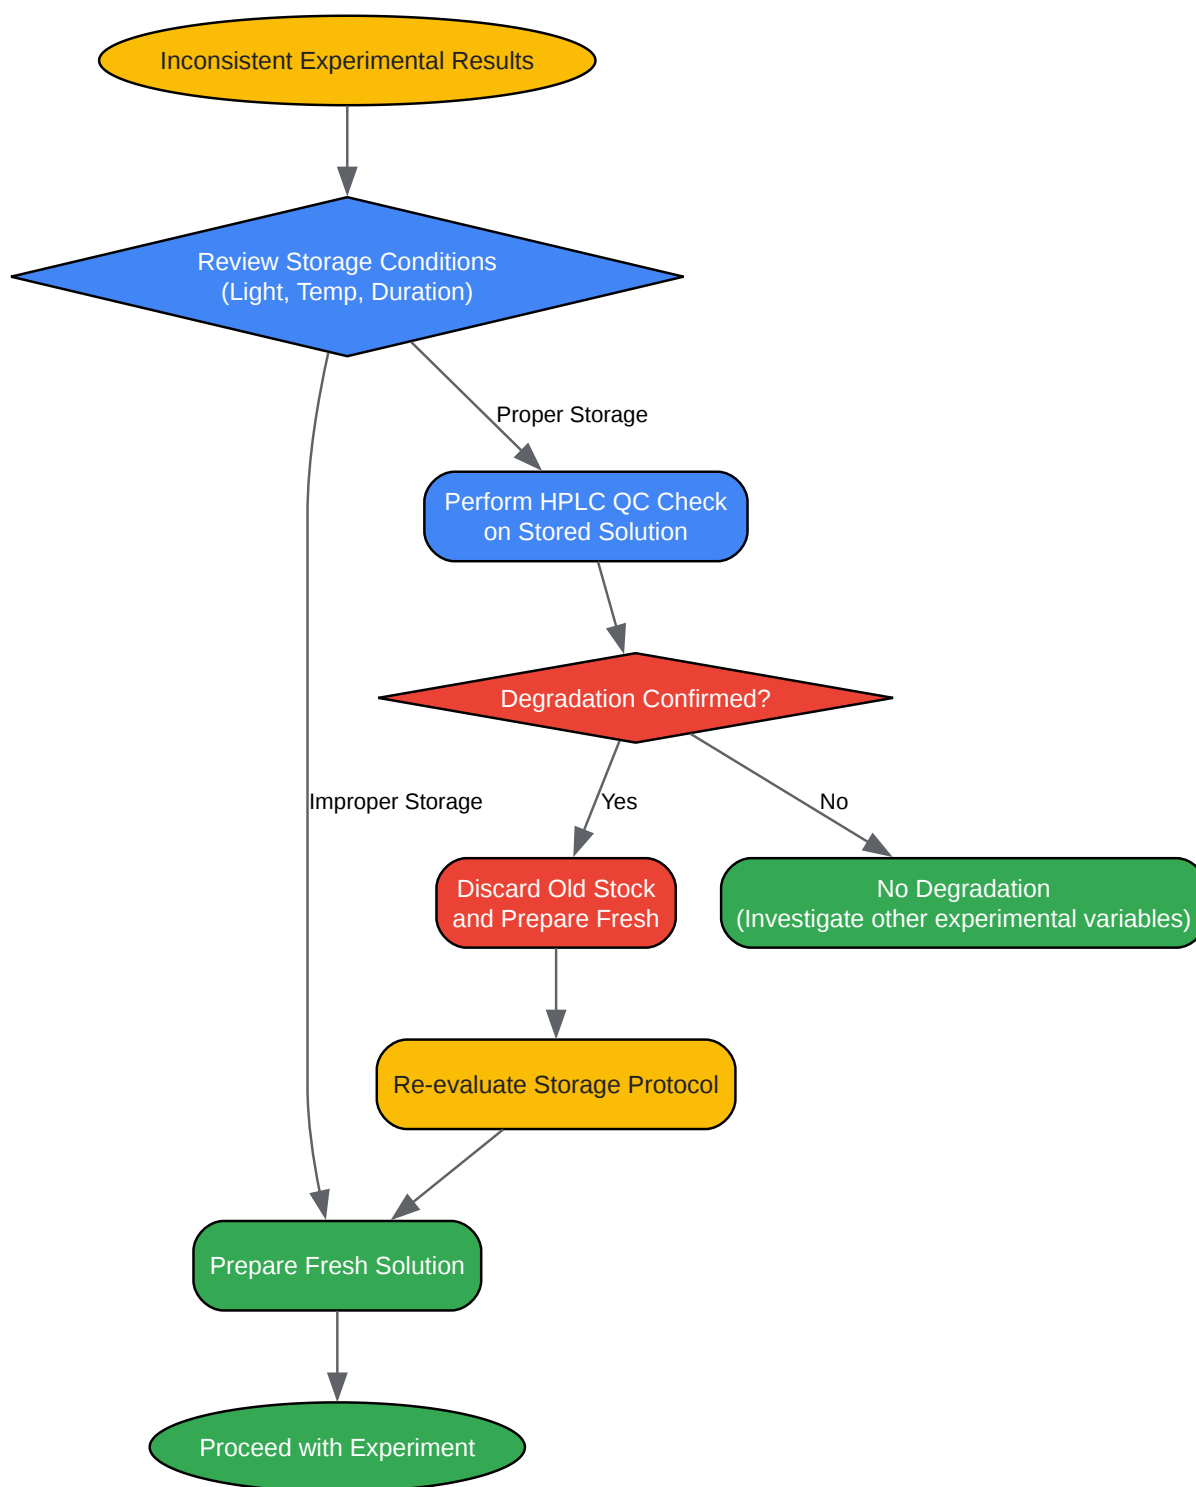 Inconsistent Experimental Results
Review Storage Conditions
(Light, Temp, Duration)
Proper Storage
Perform HPLC QC Check
on Stored Solution
Degradation Confirmed?
Improper Storage
Yes
No
Discard Old Stock
and Prepare Fresh
No Degradation
(Investigate other experimental variables)
Re-evaluate Storage Protocol
Prepare Fresh Solution
Proceed with Experiment